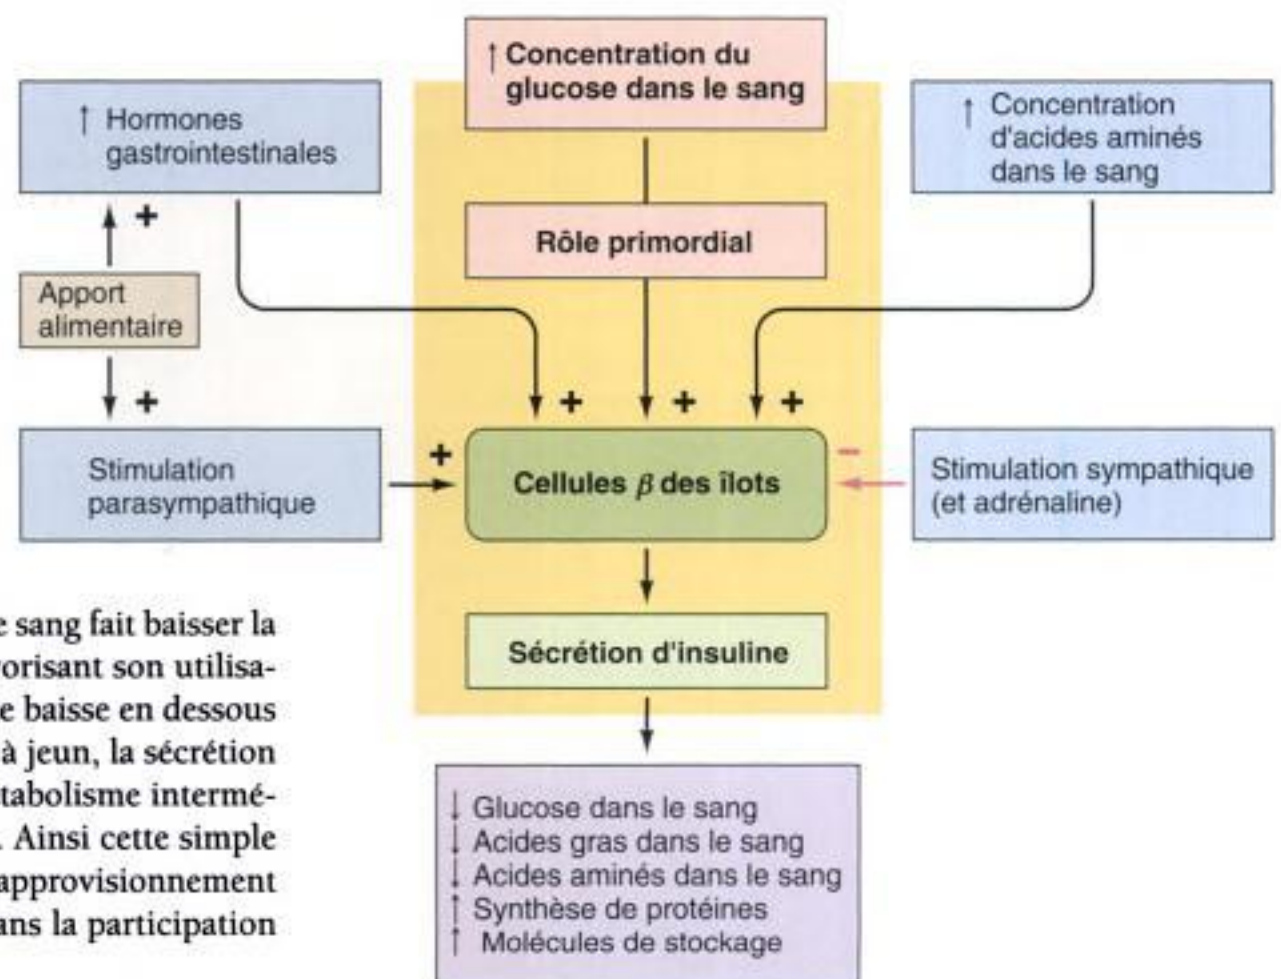 ↑ Concentration du
glucose dans le sang
↑ Hormones
gastrointestinales
↑ Concentration
d'acides aminés
dans le sang
+
Rôle primordial
Apport
alimentaire
+
+ + +
Stimulation
parasympathique
+
Cellules β des îlots
−
Stimulation sympathique
(et adrénaline)
Sécrétion d'insuline
↓ Glucose dans le sang
↓ Acides gras dans le sang
↓ Acides aminés dans le sang
↑ Synthèse de protéines
↑ Molécules de stockage
sang fait baisser la
orisant son utilisa-
e baisse en dessous
à jeun, la sécrétion
tabolisme intermé-
. Ainsi cette simple
approvisionnement
ans la participation